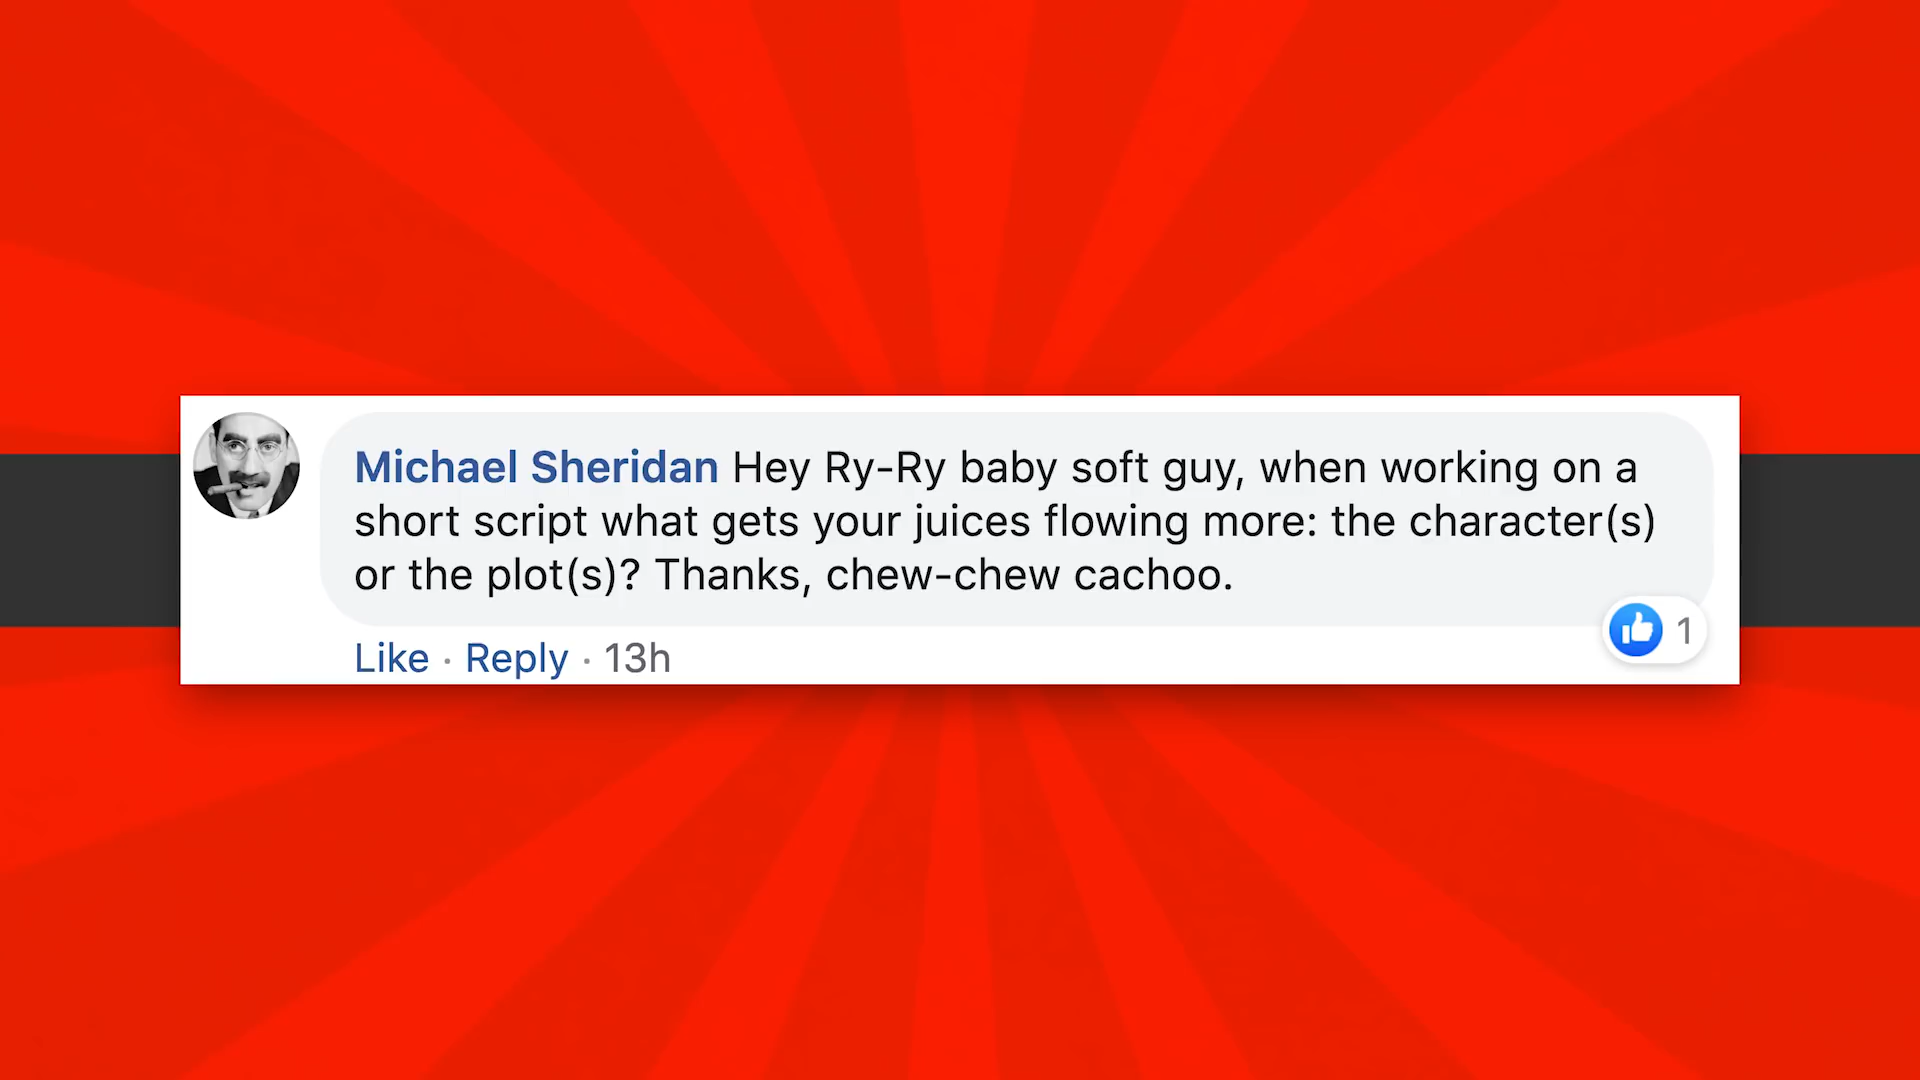 Michael Sheridan Hey Ry-Ry baby soft guy, when working on a
short script what gets your juices flowing more: the character(s)
or the plot(s)? Thanks, chew-chew cachoo.
1
Like · Reply · 13h